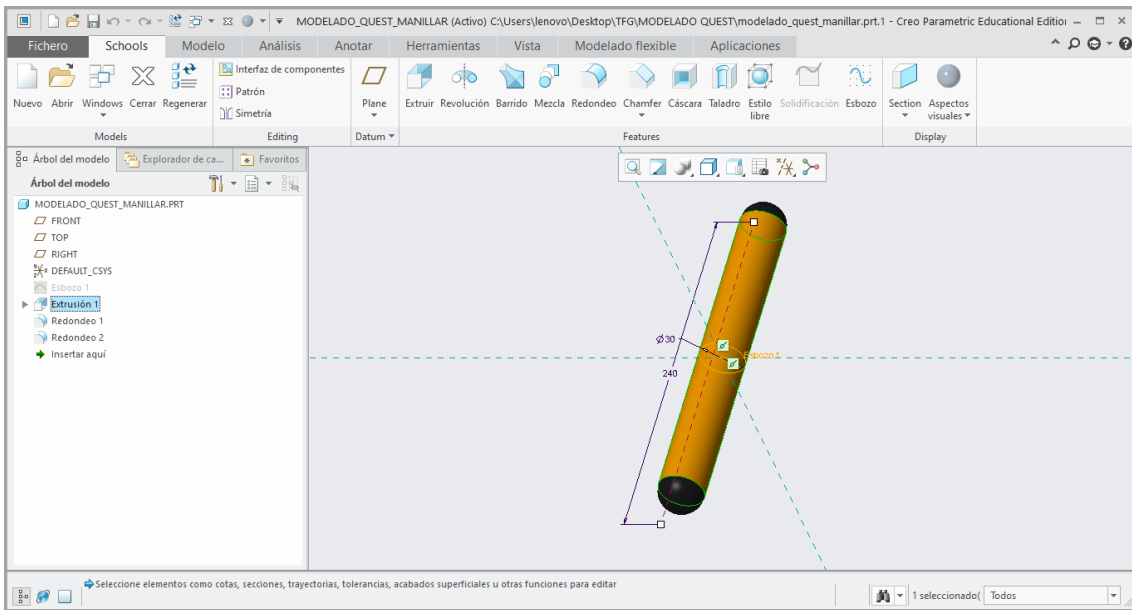 MODELADO_QUEST_MANILLAR (Activo) C:\Users\lenovo\Desktop\TFG\MODELADO QUEST\modelado_quest_manillar.prt.1 - Creo Parametric Educational Edition
Fichero Schools Modelo Análisis Anotar Herramientas Vista Modelado flexible Aplicaciones
Nuevo Abrir Windows Cerrar Regenerar
Interfaz de componentes
Patrón
Simetría
Plane
Extruir Revolución Barrido Mezcla Redondeo Chamfer Cáscara Taladro Estilo libre Solidificación Esbozo
Section Aspectos visuales
Models Editing Datum Features Display
Árbol del modelo Explorador de ca... Favoritos
Árbol del modelo
MODELADO_QUEST_MANILLAR.PRT
FRONT
TOP
RIGHT
DEFAULT_CSYS
Esbozo 1
Extrusión 1
Redondeo 1
Redondeo 2
Insertar aquí
Ø30
Esbozo 1
240
Seleccione elementos como cotas, secciones, trayectorias, tolerancias, acabados superficiales u otras funciones para editar
1 seleccionado( Todos